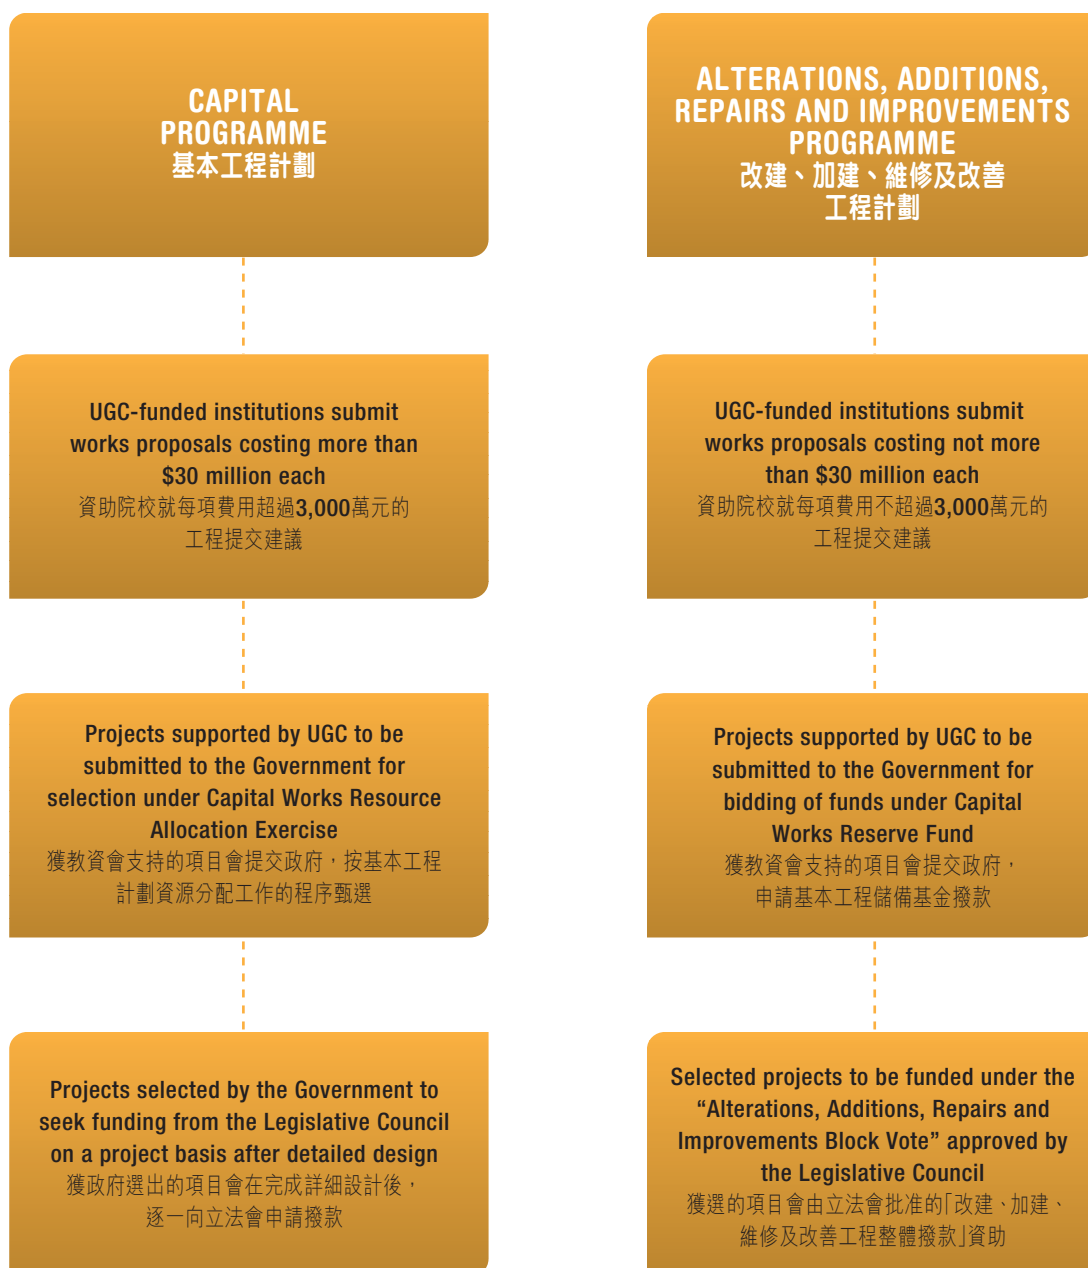 CAPITAL
PROGRAMME
基本工程計劃
UGC-funded institutions submit
works proposals costing more than
$30 million each
資助院校就每項費用超過3,000萬元的
工程提交建議
Projects supported by UGC to be
submitted to the Government for
selection under Capital Works Resource
Allocation Exercise
獲教資會支持的項目會提交政府，按基本工程
計劃資源分配工作的程序甄選
Projects selected by the Government to
seek funding from the Legislative Council
on a project basis after detailed design
獲政府選出的項目會在完成詳細設計後，
逐一向立法會申請撥款
ALTERATIONS, ADDITIONS,
REPAIRS AND IMPROVEMENTS
PROGRAMME
改建、加建、維修及改善
工程計劃
UGC-funded institutions submit
works proposals costing not more
than $30 million each
資助院校就每項費用不超過3,000萬元的
工程提交建議
Projects supported by UGC to be
submitted to the Government for
bidding of funds under Capital
Works Reserve Fund
獲教資會支持的項目會提交政府，
申請基本工程儲備基金撥款
Selected projects to be funded under the
“Alterations, Additions, Repairs and
Improvements Block Vote” approved by
the Legislative Council
獲選的項目會由立法會批准的「改建、加建、
維修及改善工程整體撥款」資助